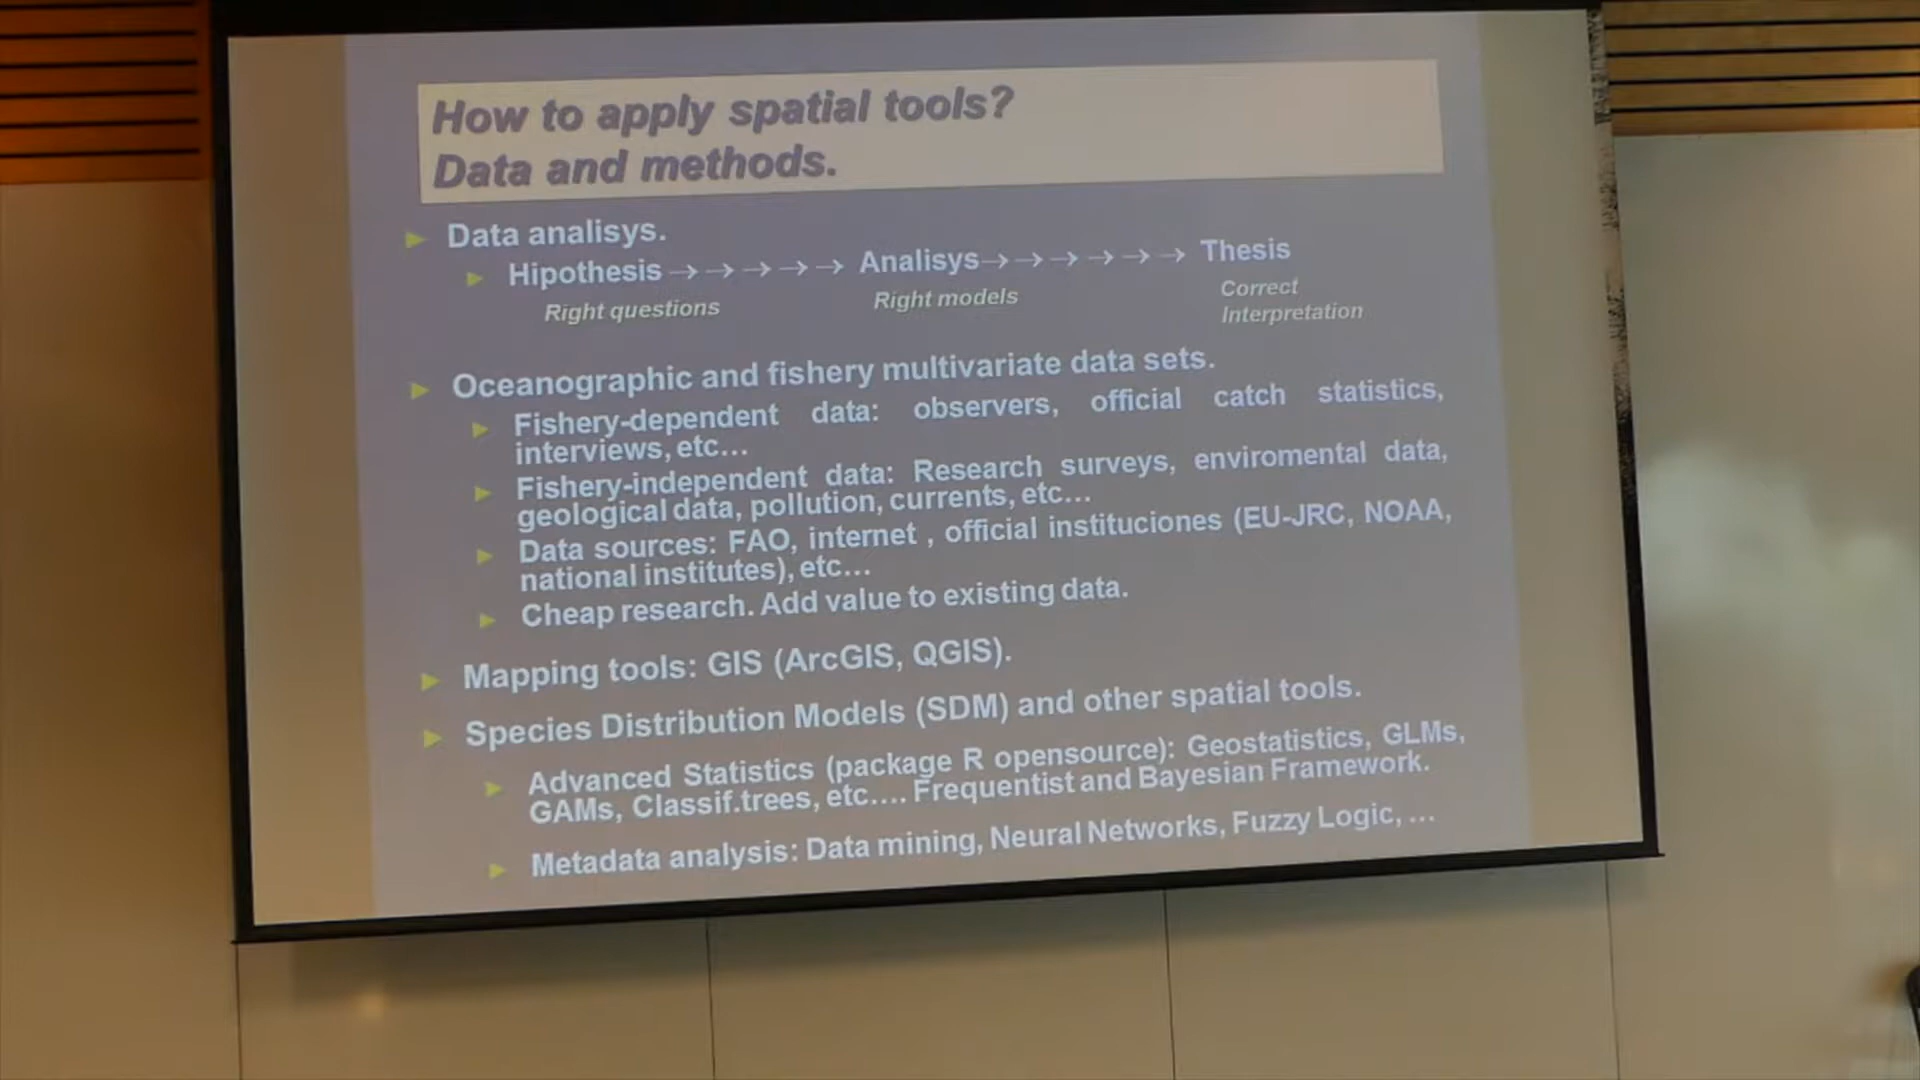 How to apply spatial tools?
Data and methods.
Data analisys.
Hipothesis→→→→→ Analisys→→→→→→ Thesis
Right questions Right models Correct
Interpretation
Oceanographic and fishery multivariate data sets.
Fishery-dependent data: observers, official catch statistics,
interviews, etc...
Fishery-independent data: Research surveys, enviromental data,
geological data, pollution, currents, etc...
Data sources: FAO, internet , official instituciones (EU-JRC, NOAA,
national institutes), etc...
Cheap research. Add value to existing data.
Mapping tools: GIS (ArcGIS, QGIS).
Species Distribution Models (SDM) and other spatial tools.
Advanced Statistics (package R opensource): Geostatistics, GLMs,
GAMs, Classif.trees, etc.... Frequentist and Bayesian Framework.
Metadata analysis: Data mining, Neural Networks, Fuzzy Logic, ...